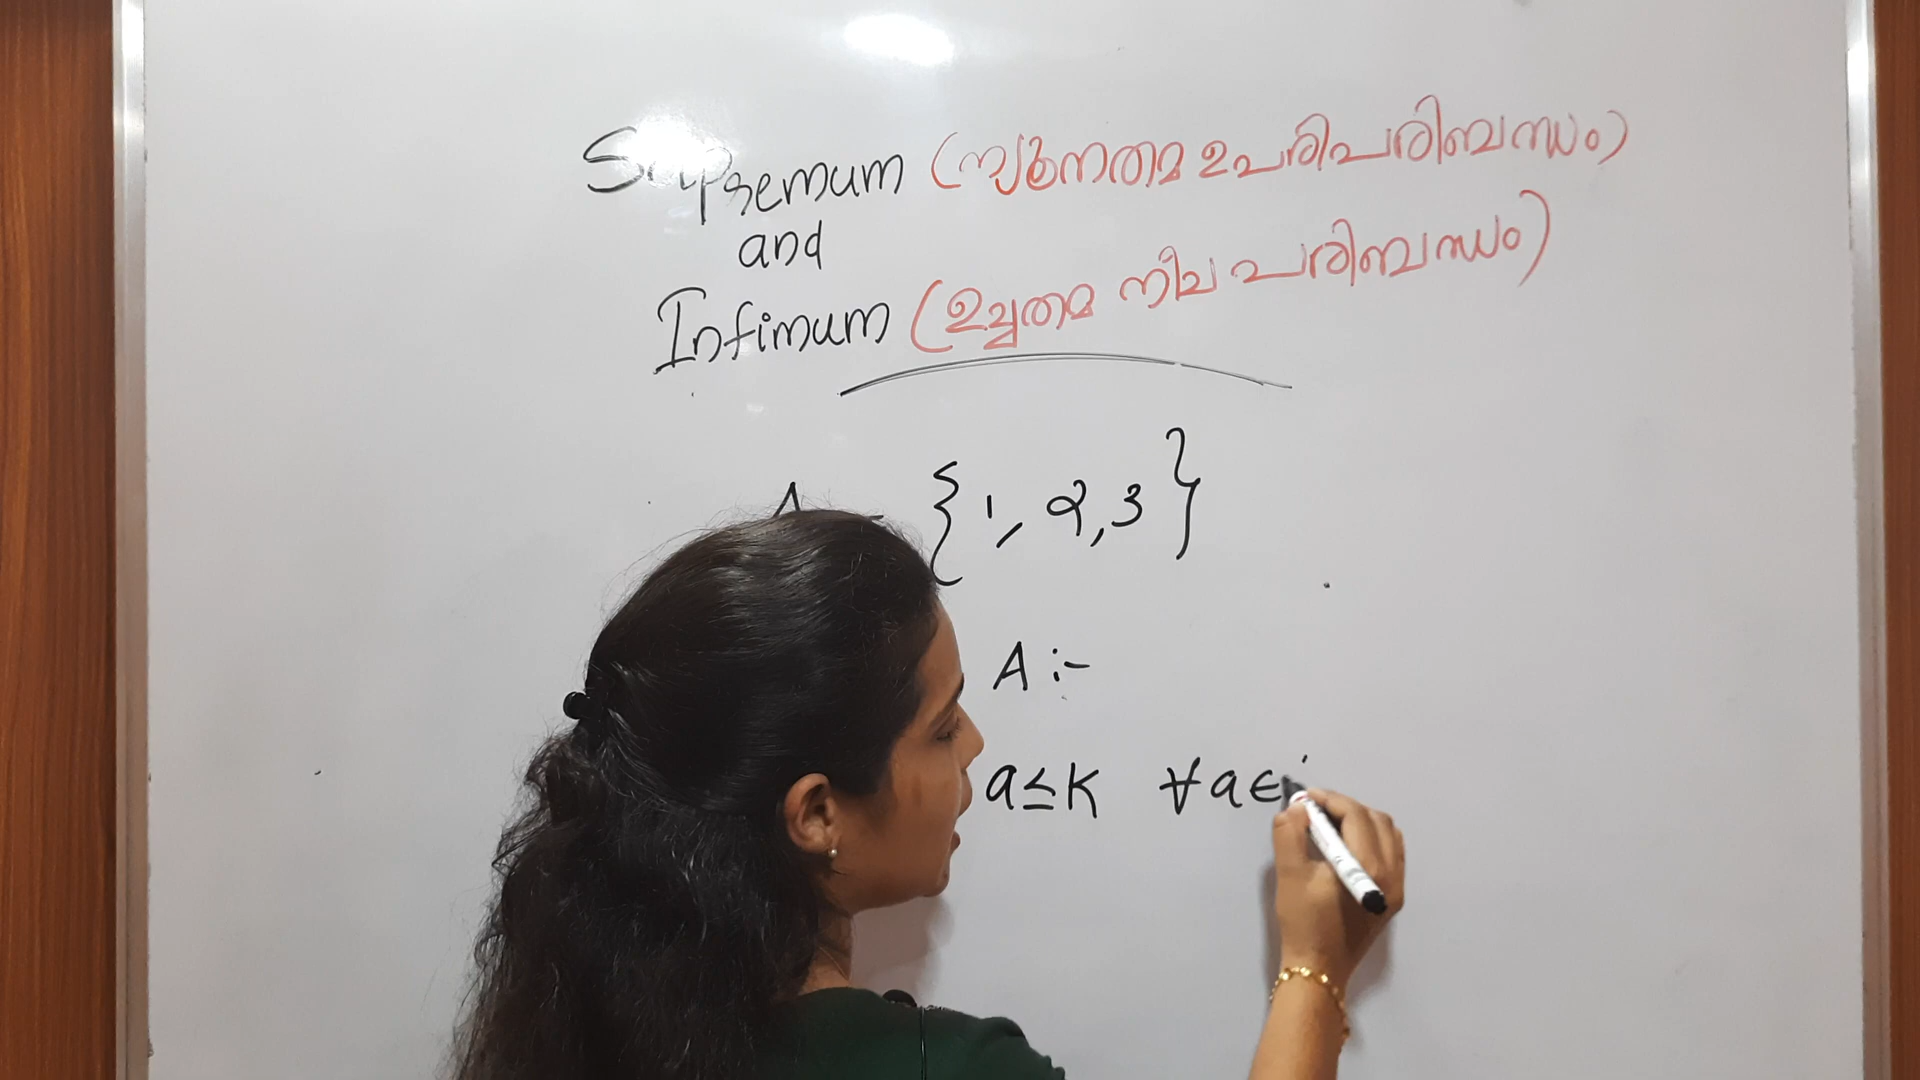 Supremum (ന്യൂനതമ ഉപരിപരിബന്ധം)
and
Infimum (ഉച്ചതമ നീച പരിബന്ധം)
A = {1, 2, 3}
A :-
a ≤ K ∀ a ∈